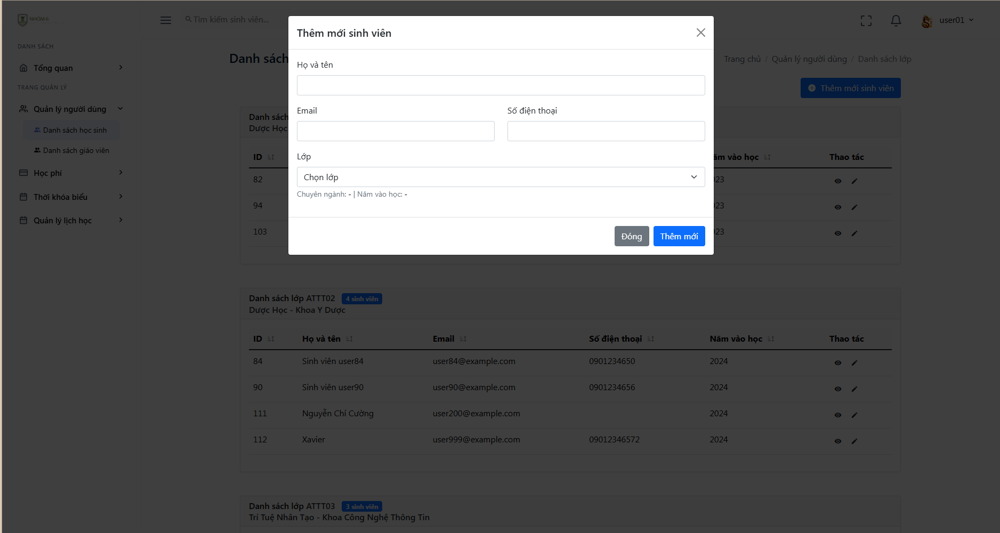 NHÓM 6
Tìm kiếm sinh viên...
user01
DANH SÁCH
Tổng quan
TRANG QUẢN LÝ
Quản lý người dùng
Danh sách học sinh
Danh sách giáo viên
Học phí
Thời khóa biểu
Quản lý lịch học
Danh sách
Trang chủ / Quản lý người dùng / Danh sách lớp
Thêm mới sinh viên
Thêm mới sinh viên
Họ và tên
Email
Số điện thoại
Lớp
Chọn lớp
Chuyên ngành: - | Năm vào học: -
Đóng
Thêm mới
Danh sách
Dược Học
ID
ăm vào học
Thao tác
82
023
94
023
103
023
Danh sách lớp ATTT02
4 sinh viên
Dược Học - Khoa Y Dược
ID Họ và tên Email Số điện thoại Năm vào học Thao tác
84 Sinh viên user84 user84@example.com 0901234650 2024
90 Sinh viên user90 user90@example.com 0901234656 2024
111 Nguyễn Chí Cường user200@example.com 2024
112 Xavier user999@example.com 09012346572 2024
Danh sách lớp ATTT03
3 sinh viên
Trí Tuệ Nhân Tạo - Khoa Công Nghệ Thông Tin